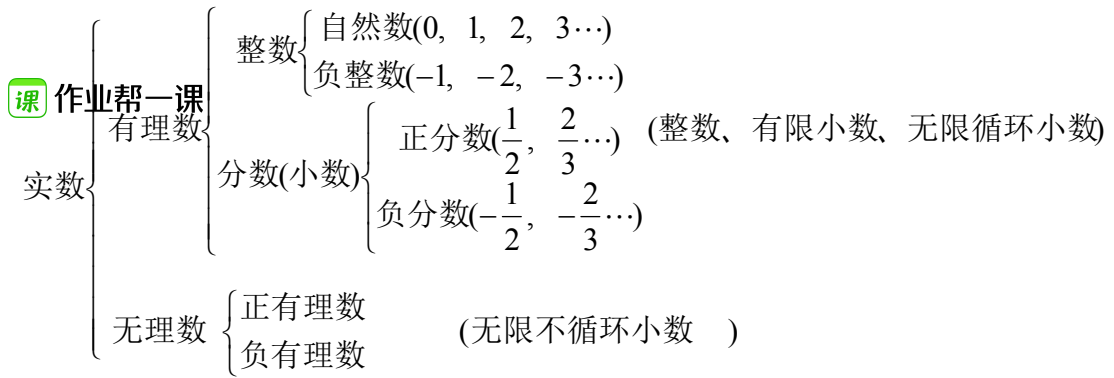 整数
自然数(0, 1, 2, 3⋯)
负整数(−1, −2, −3⋯)
课 作业帮一课
有理数
正分数(1/2, 2/3⋯) (整数、有限小数、无限循环小数)
实数
分数(小数)
负分数(−1/2, −2/3⋯)
正有理数
无理数 (无限不循环小数 )
负有理数